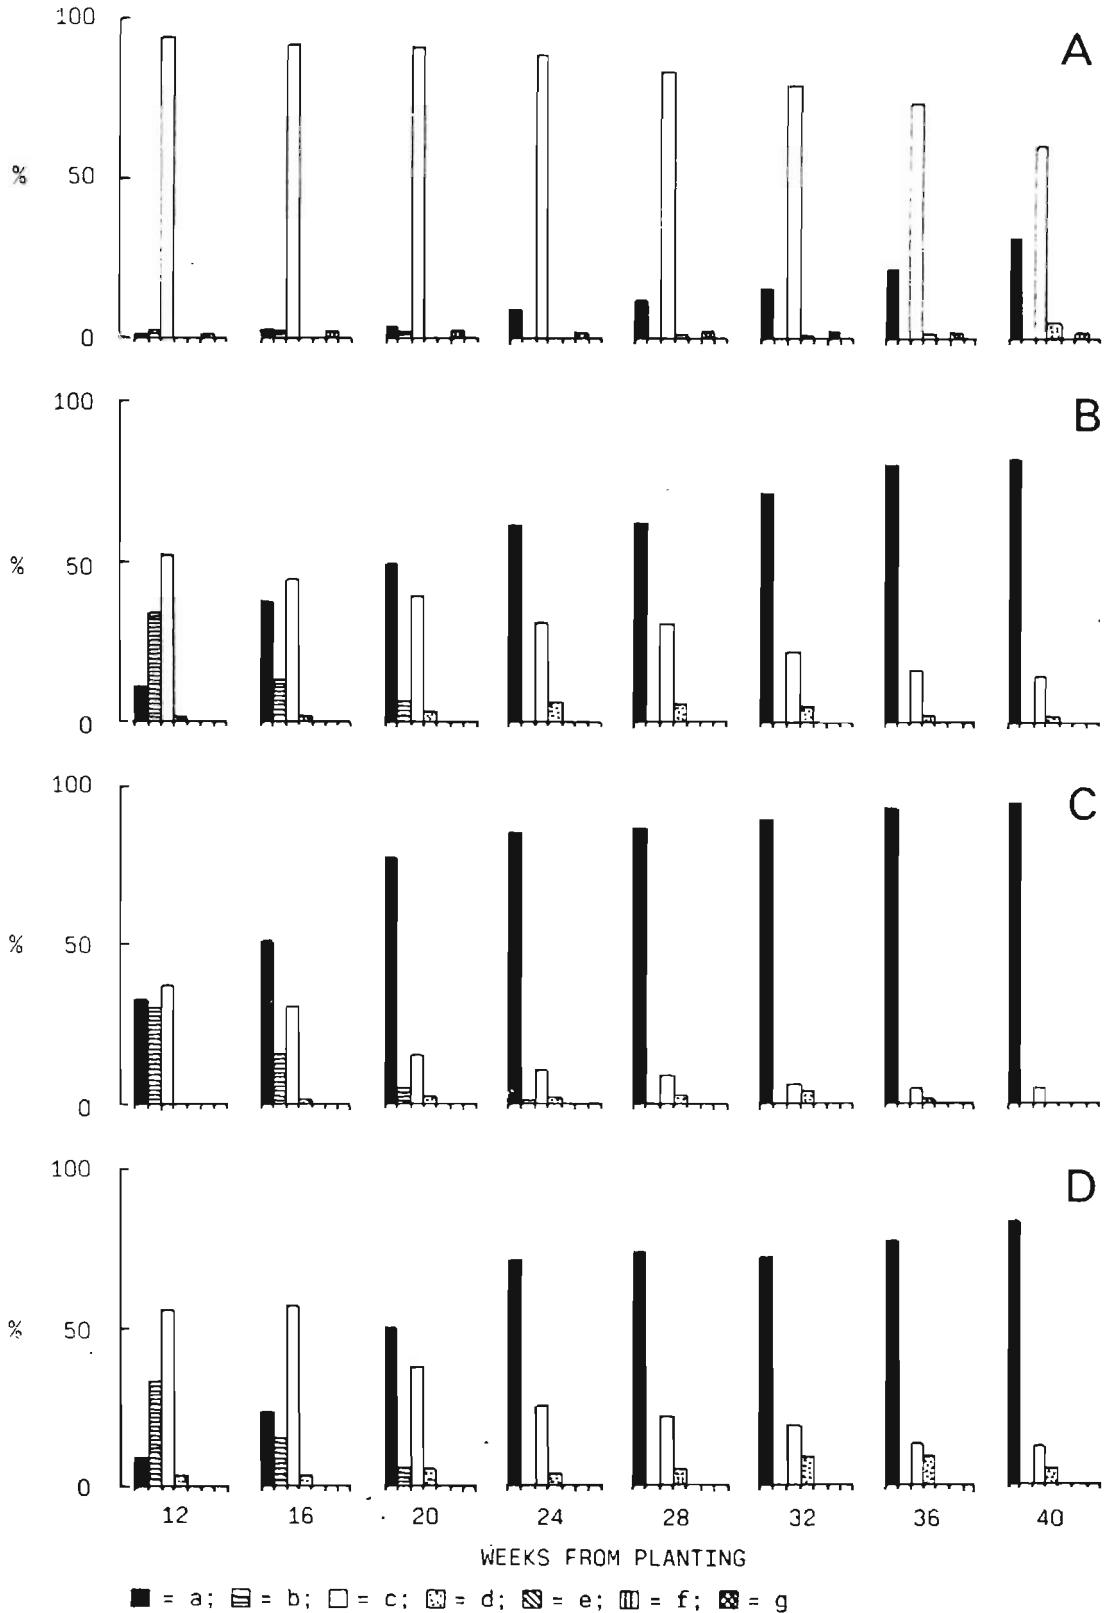 100
A
% 50
0
100
B
% 50
0
100
C
% 50
0
100
D
% 50
0
12 16 20 24 28 32 36 40
WEEKS FROM PLANTING
= a; = b; = c; = d; = e; = f; = g